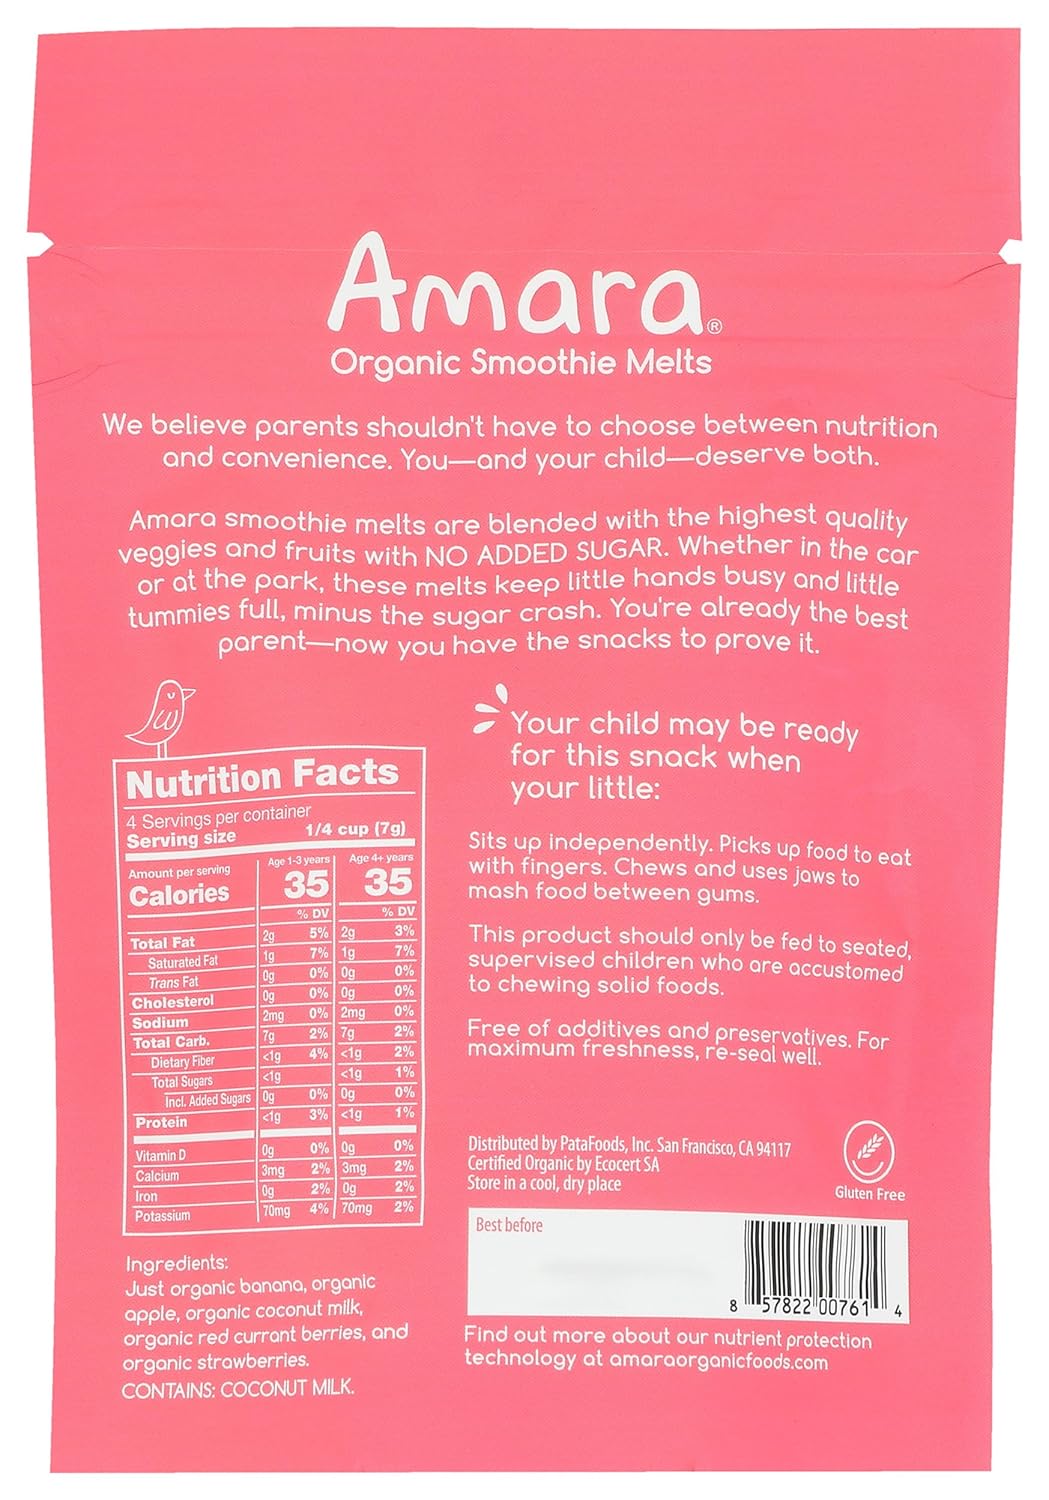 Amara®
Organic Smoothie Melts
We believe parents shouldn't have to choose between nutrition
and convenience. You—and your child—deserve both.
Amara smoothie melts are blended with the highest quality
veggies and fruits with NO ADDED SUGAR. Whether in the car
or at the park, these melts keep little hands busy and little
tummies full, minus the sugar crash. You're already the best
parent—now you have the snacks to prove it.
Nutrition Facts
4 Servings per container
Serving size 1/4 cup (7g)
Amount per serving Age 1-3 years Age 4+ years
Calories 35 35
% DV % DV
Total Fat 2g 5% 2g 3%
Saturated Fat 1g 7% 1g 7%
Trans Fat 0g 0% 0g 0%
Cholesterol 0g 0% 0g 0%
Sodium 2mg 0% 2mg 0%
Total Carb. 7g 2% 7g 2%
Dietary Fiber <1g 4% <1g 2%
Total Sugars <1g <1g 1%
Incl. Added Sugars 0g 0% 0g 0%
Protein <1g 3% <1g 1%
Vitamin D 0g 0% 0g 0%
Calcium 3mg 2% 3mg 2%
Iron 0g 2% 0g 2%
Potassium 70mg 4% 70mg 2%
Ingredients:
Just organic banana, organic
apple, organic coconut milk,
organic red currant berries, and
organic strawberries.
CONTAINS: COCONUT MILK.
Your child may be ready
for this snack when
your little:
Sits up independently. Picks up food to eat
with fingers. Chews and uses jaws to
mash food between gums.
This product should only be fed to seated,
supervised children who are accustomed
to chewing solid foods.
Free of additives and preservatives. For
maximum freshness, re-seal well.
Distributed by PataFoods, Inc. San Francisco, CA 94117
Certified Organic by Ecocert SA
Store in a cool, dry place
Gluten Free
Best before
8 57822 00761 4
Find out more about our nutrient protection
technology at amaraorganicfoods.com